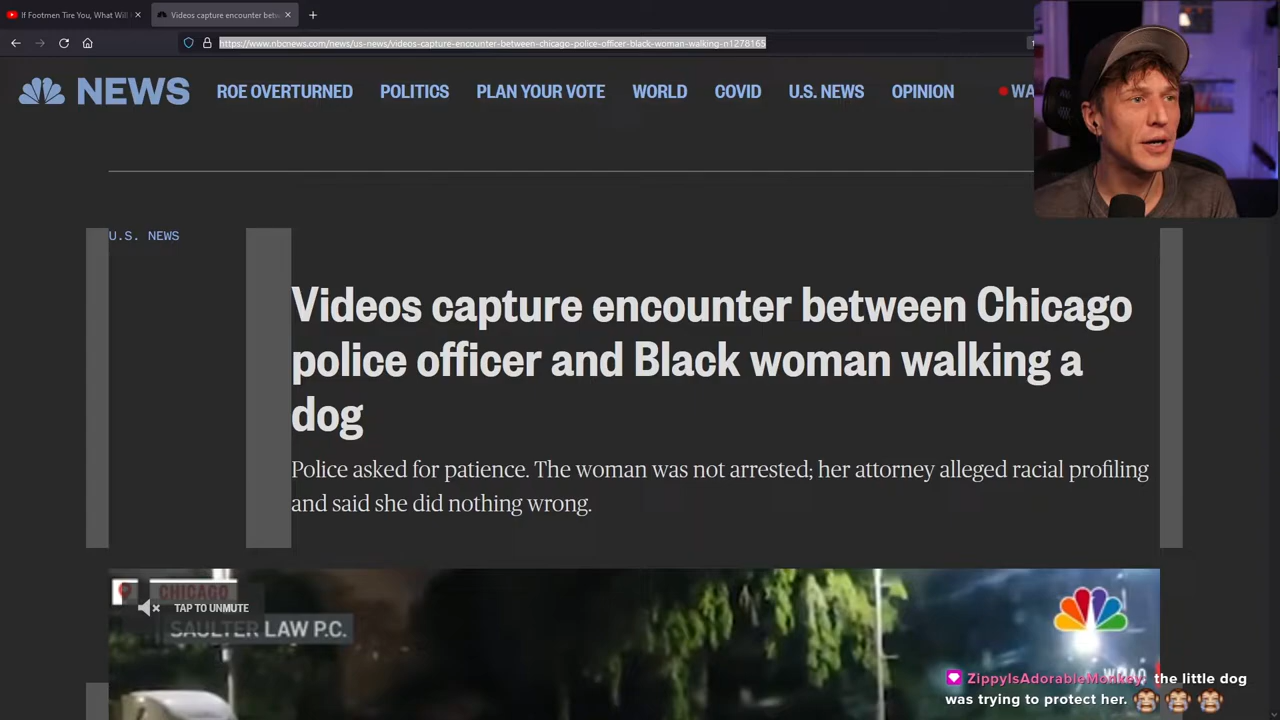 If Footmen Tire You, What Will
Videos capture encounter betw
https://www.nbcnews.com/news/us-news/videos-capture-encounter-between-chicago-police-officer-black-woman-walking-n1278165
NEWS
ROE OVERTURNED
POLITICS
PLAN YOUR VOTE
WORLD
COVID
U.S. NEWS
OPINION
WA
U.S. NEWS
Videos capture encounter between Chicago
police officer and Black woman walking a
dog
Police asked for patience. The woman was not arrested; her attorney alleged racial profiling
and said she did nothing wrong.
CHICAGO
TAP TO UNMUTE
SAULTER LAW P.C.
ZippyIsAdorableMonkey: the little dog
was trying to protect her.